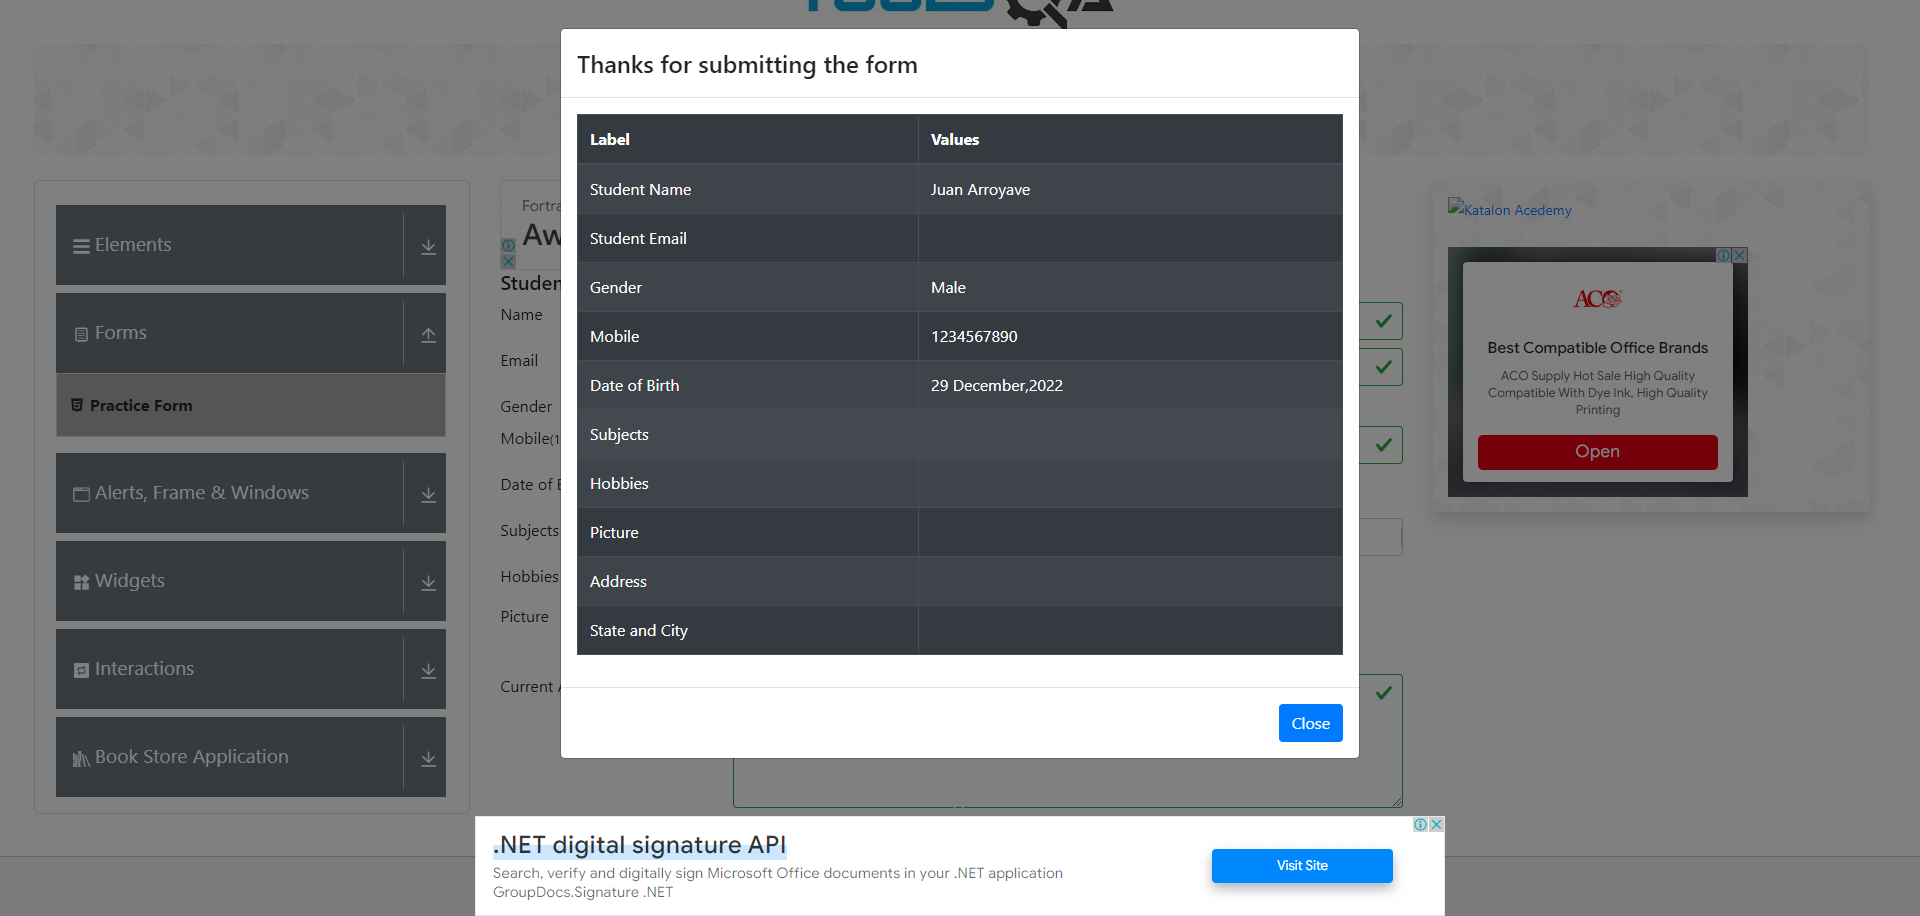 Thanks for submitting the form
Label Values
Student Name Juan Arroyave
Student Email
Gender Male
Mobile 1234567890
Date of Birth 29 December,2022
Subjects
Hobbies
Picture
Address
State and City
Close
Elements
Forms
Practice Form
Alerts, Frame & Windows
Widgets
Interactions
Book Store Application
Fortra
Aw
Studen
Name
Email
Gender
Mobile(1
Date of B
Subjects
Hobbies
Picture
Current A
Katalon Acedemy
ACO
Best Compatible Office Brands
ACO Supply Hot Sale High Quality
Compatible With Dye Ink, High Quality
Printing
Open
.NET digital signature API
Search, verify and digitally sign Microsoft Office documents in your .NET application
GroupDocs.Signature .NET
Visit Site